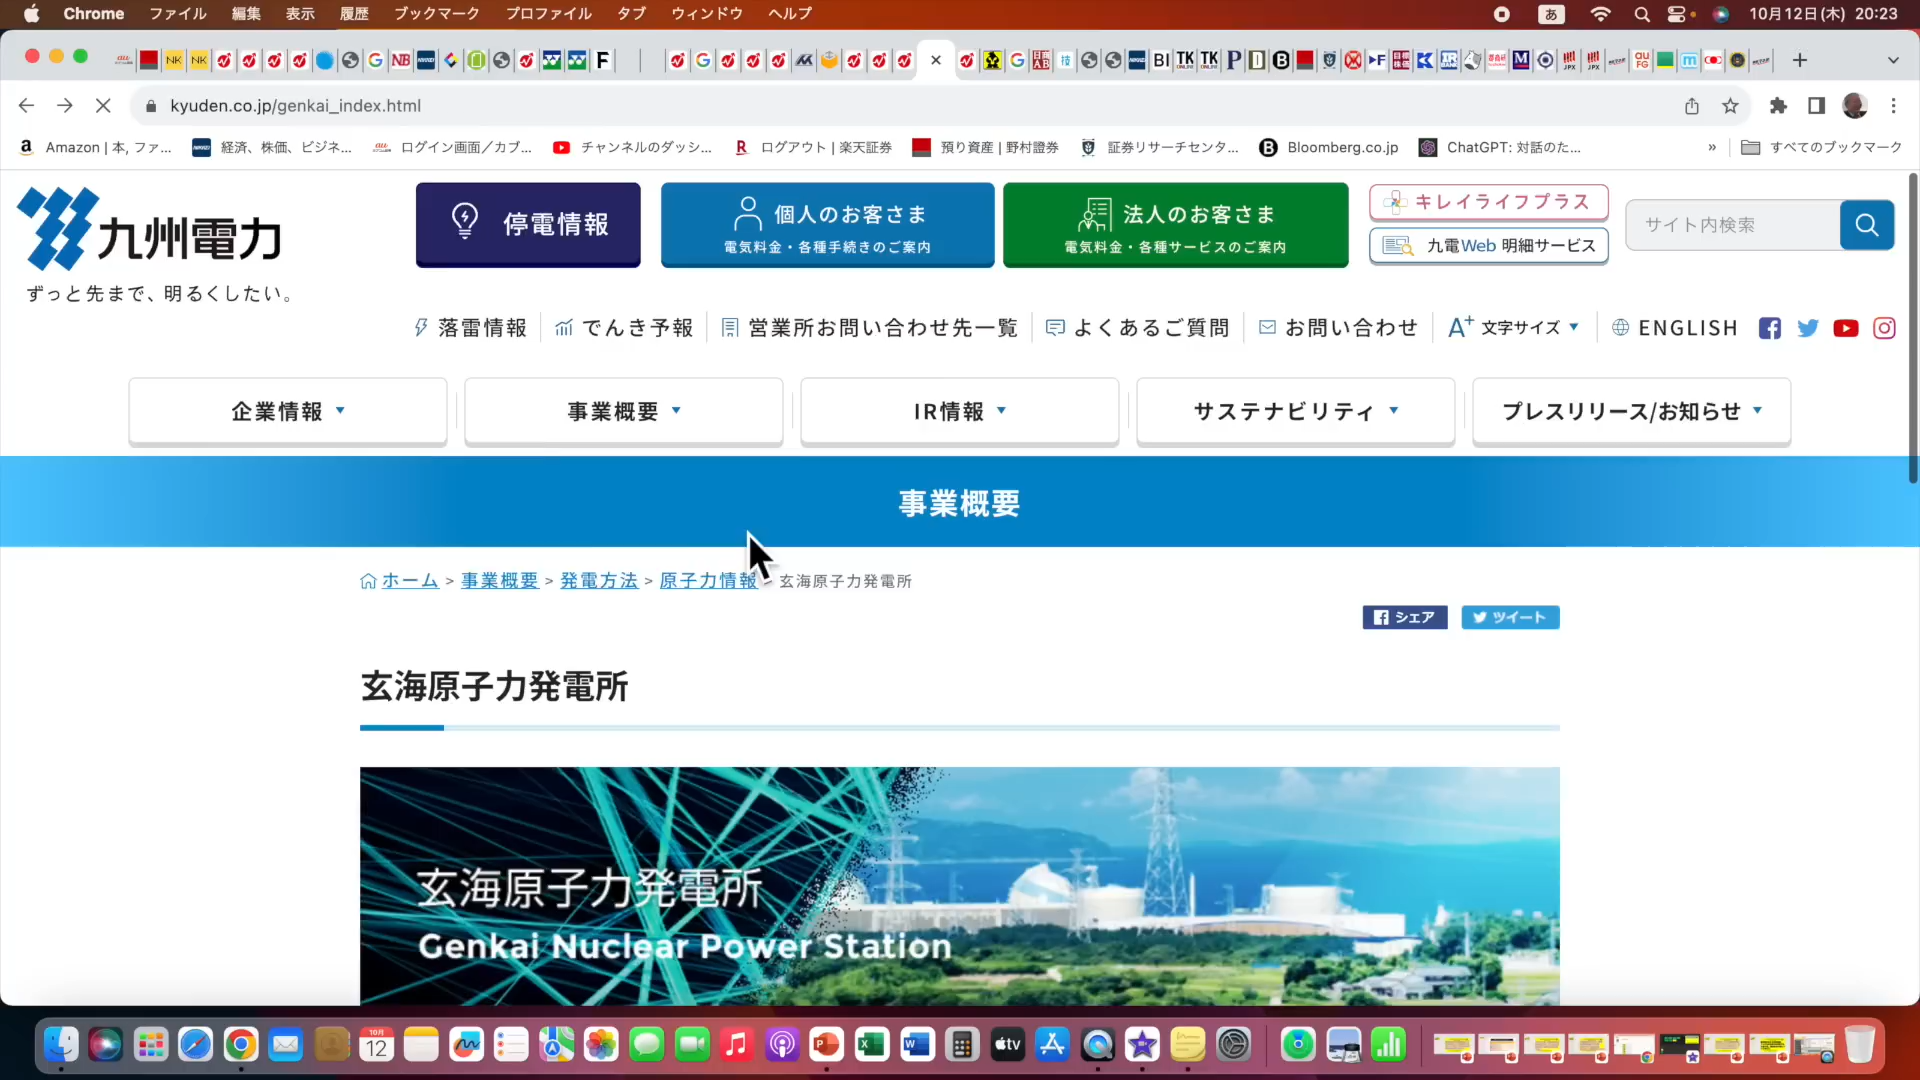 Chrome ファイル 編集 表示 履歴 ブックマーク プロファイル タブ ウィンドウ ヘルプ あ 10月12日(木) 20:23
kyuden.co.jp/genkai_index.html
Amazon | 本, ファ... 経済、株価、ビジネ... ログイン画面／カブ... チャンネルのダッシ... ログアウト | 楽天証券 預り資産 | 野村證券 証券リサーチセンタ... Bloomberg.co.jp ChatGPT: 対話のた... » すべてのブックマーク
九州電力
ずっと先まで、明るくしたい。
停電情報
個人のお客さま
電気料金・各種手続きのご案内
法人のお客さま
電気料金・各種サービスのご案内
キレイライフプラス
九電Web 明細サービス
サイト内検索
落雷情報 でんき予報 営業所お問い合わせ先一覧 よくあるご質問 お問い合わせ A+ 文字サイズ ENGLISH
企業情報 事業概要 IR情報 サステナビリティ プレスリリース/お知らせ
事業概要
ホーム > 事業概要 > 発電方法 > 原子力情報 玄海原子力発電所
シェア ツイート
玄海原子力発電所
玄海原子力発電所
Genkai Nuclear Power Station